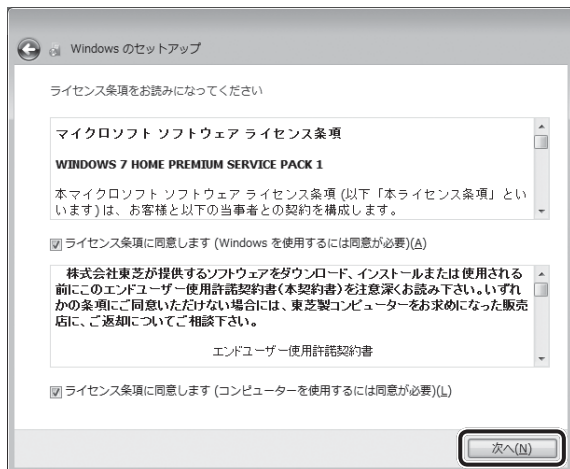 Windows のセットアップ
ライセンス条項をお読みになってください
マイクロソフト ソフトウェア ライセンス条項
WINDOWS 7 HOME PREMIUM SERVICE PACK 1
本マイクロソフト ソフトウェア ライセンス条項 (以下「本ライセンス条項」とい
います) は、お客様と以下の当事者との契約を構成します。
ライセンス条項に同意します (Windows を使用するには同意が必要)(A)
株式会社東芝が提供するソフトウェアをダウンロード、インストールまたは使用される
前にこのエンドユーザー使用許諾契約書(本契約書)を注意深くお読み下さい。いずれ
かの条項にご同意いただけない場合には、東芝製コンピューターをお求めになった販売
店に、ご返却についてご相談下さい。
エンドユーザー使用許諾契約書
ライセンス条項に同意します (コンピューターを使用するには同意が必要)(L)
次へ(N)